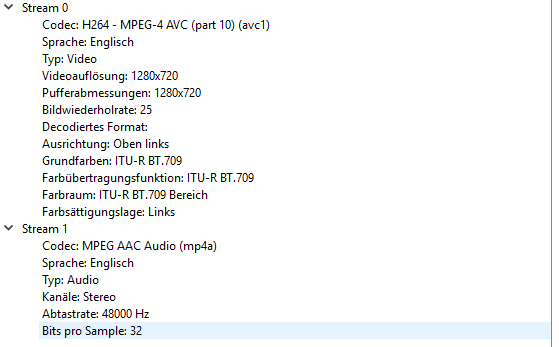 Stream 0
Codec: H264 - MPEG-4 AVC (part 10) (avc1)
Sprache: Englisch
Typ: Video
Videoauflösung: 1280x720
Pufferabmessungen: 1280x720
Bildwiederholrate: 25
Decodiertes Format:
Ausrichtung: Oben links
Grundfarben: ITU-R BT.709
Farbübertragungsfunktion: ITU-R BT.709
Farbraum: ITU-R BT.709 Bereich
Farbsättigungslage: Links
Stream 1
Codec: MPEG AAC Audio (mp4a)
Sprache: Englisch
Typ: Audio
Kanäle: Stereo
Abtastrate: 48000 Hz
Bits pro Sample: 32